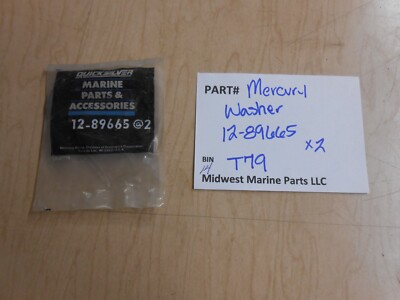 QUICKSILVER
MARINE
PARTS &
ACCESSORIES
12-89665 @2
PART# Mercury
Washer
12-89665 x2
BIN T79
14
Midwest Marine Parts LLC